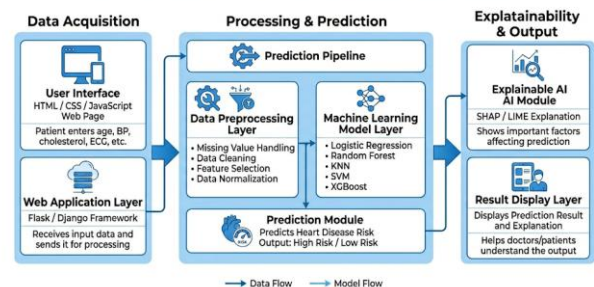 Data Acquisition
User Interface
HTML / CSS / JavaScript
Web Page
Patient enters age, BP,
cholesterol, ECG, etc.
Web Application Layer
Flask / Django Framework
Receives input data and
sends it for processing
Processing & Prediction
Prediction Pipeline
Data Preprocessing
Layer
• Missing Value Handling
• Data Cleaning
• Feature Selection
• Data Normalization
Machine Learning
Model Layer
• Logistic Regression
• Random Forest
• KNN
• SVM
• XGBoost
Prediction Module
Predicts Heart Disease Risk
Output: High Risk / Low Risk
Explatainability
& Output
Explainable AI
AI Module
SHAP / LIME Explanation
Shows important factors
affecting prediction
Result Display Layer
Displays Prediction Result
and Explanation
Helps doctors/patients
understand the output
Data Flow
Model Flow